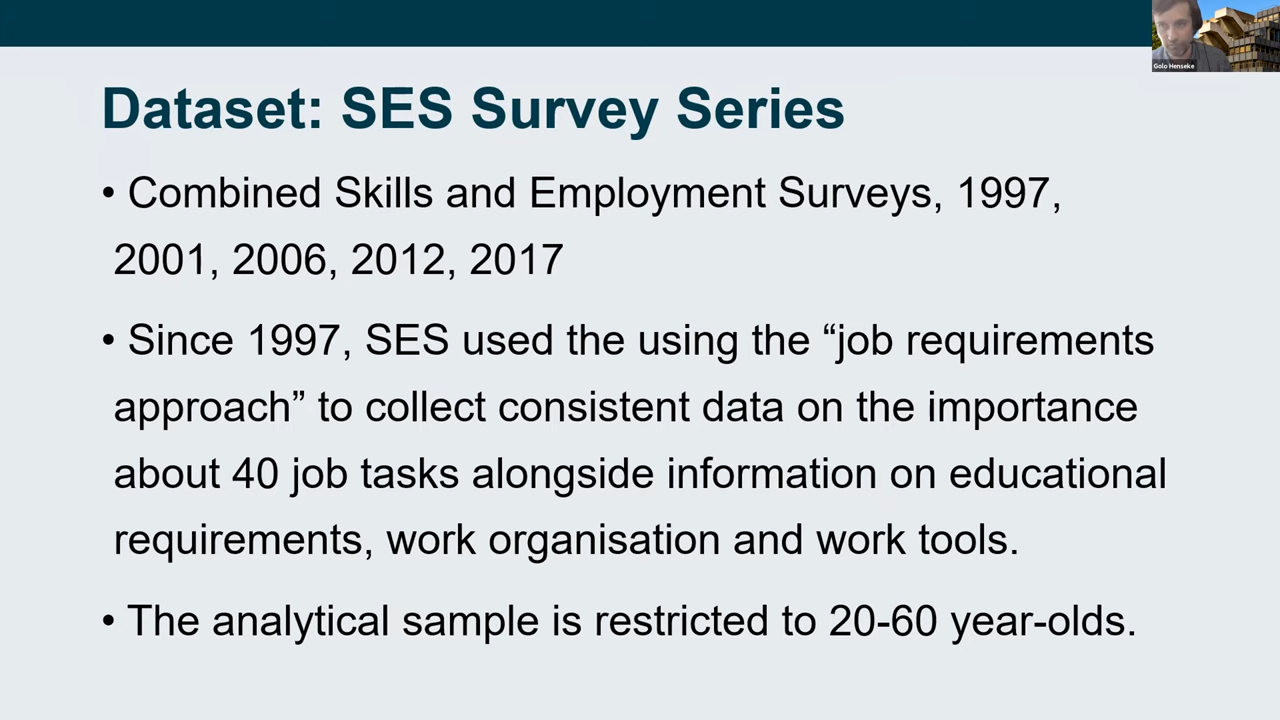 Golo Henseke
Dataset: SES Survey Series
• Combined Skills and Employment Surveys, 1997,
2001, 2006, 2012, 2017
• Since 1997, SES used the using the “job requirements
approach” to collect consistent data on the importance
about 40 job tasks alongside information on educational
requirements, work organisation and work tools.
• The analytical sample is restricted to 20-60 year-olds.